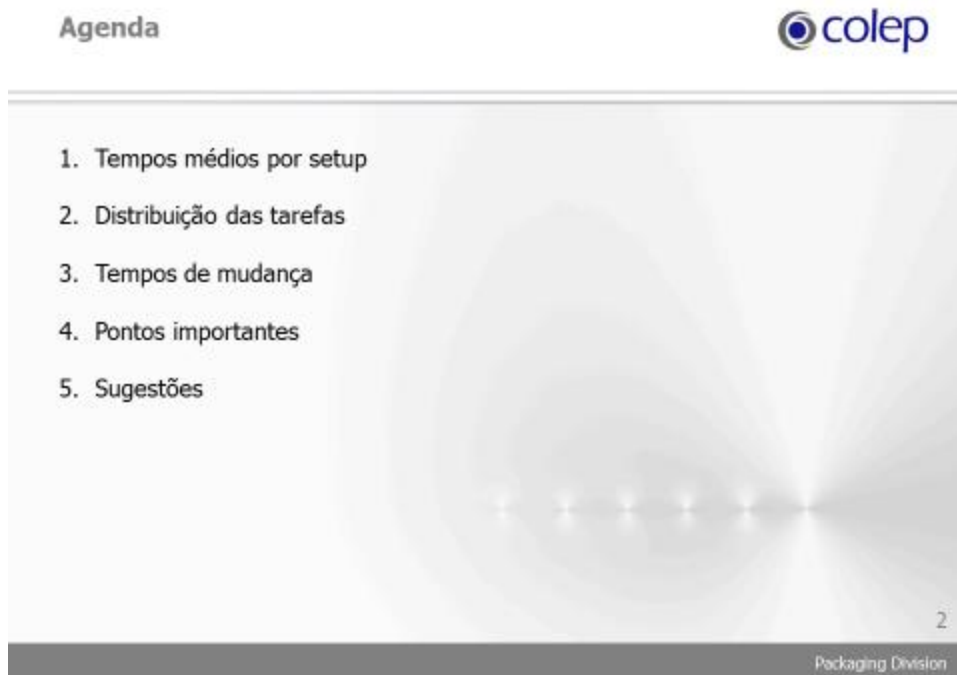 Agenda
colep
1. Tempos médios por setup
2. Distribuição das tarefas
3. Tempos de mudança
4. Pontos importantes
5. Sugestões
2
Packaging Division